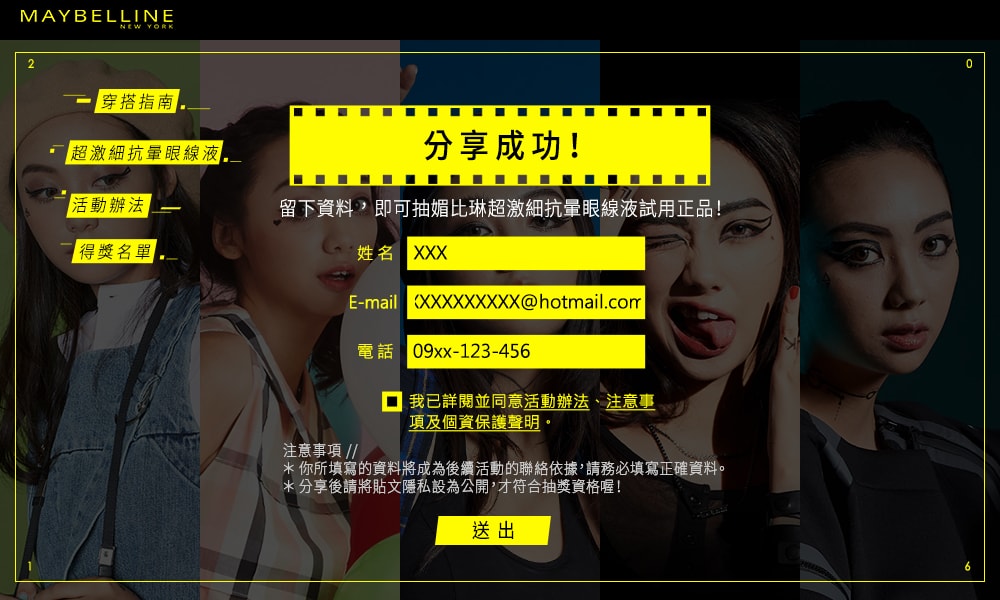 MAYBELLINE
NEW YORK
2
0
穿搭指南
超激細抗暈眼線液
活動辦法
得獎名單
分享成功!
留下資料，即可抽媚比琳超激細抗暈眼線液試用正品!
姓名 XXX
E-mail XXXXXXXXXX@hotmail.com
電話 09xx-123-456
我已詳閱並同意活動辦法、注意事
項及個資保護聲明。
注意事項 //
＊你所填寫的資料將成為後續活動的聯絡依據,請務必填寫正確資料。
＊分享後請將貼文隱私設為公開,才符合抽獎資格喔!
送出
1
6